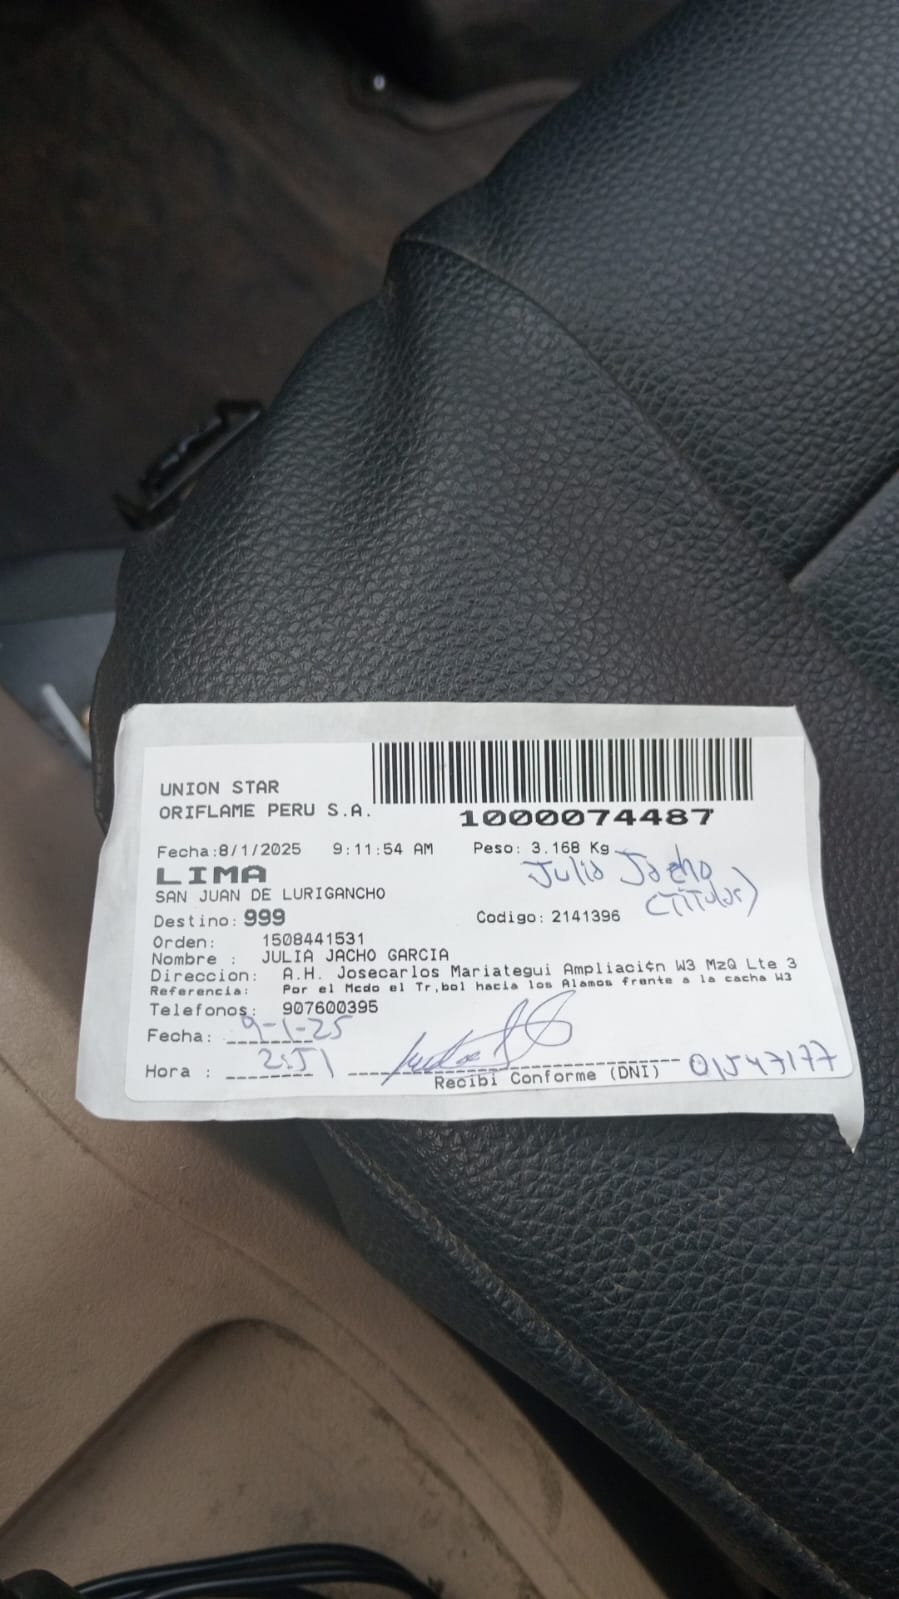 UNION STAR
ORIFLAME PERU S.A.
1000074487
Fecha:8/1/2025 9:11:54 AM Peso: 3.168 Kg
LIMA
Julia Jacho
(Titular)
SAN JUAN DE LURIGANCHO
Destino: 999 Codigo: 2141396
Orden: 1508441531
Nombre : JULIA JACHO GARCIA
Direccion: A.H. Josecarlos Mariategui Ampliaci¢n W3 MzQ Lte 3
Referencia: Por el Mcdo el Tr‚bol hacia los Alamos frente a la cacha W3
Telefonos: 907600395
Fecha: 9-1-25
Hora : 2:51
Recibi Conforme (DNI) 01547177